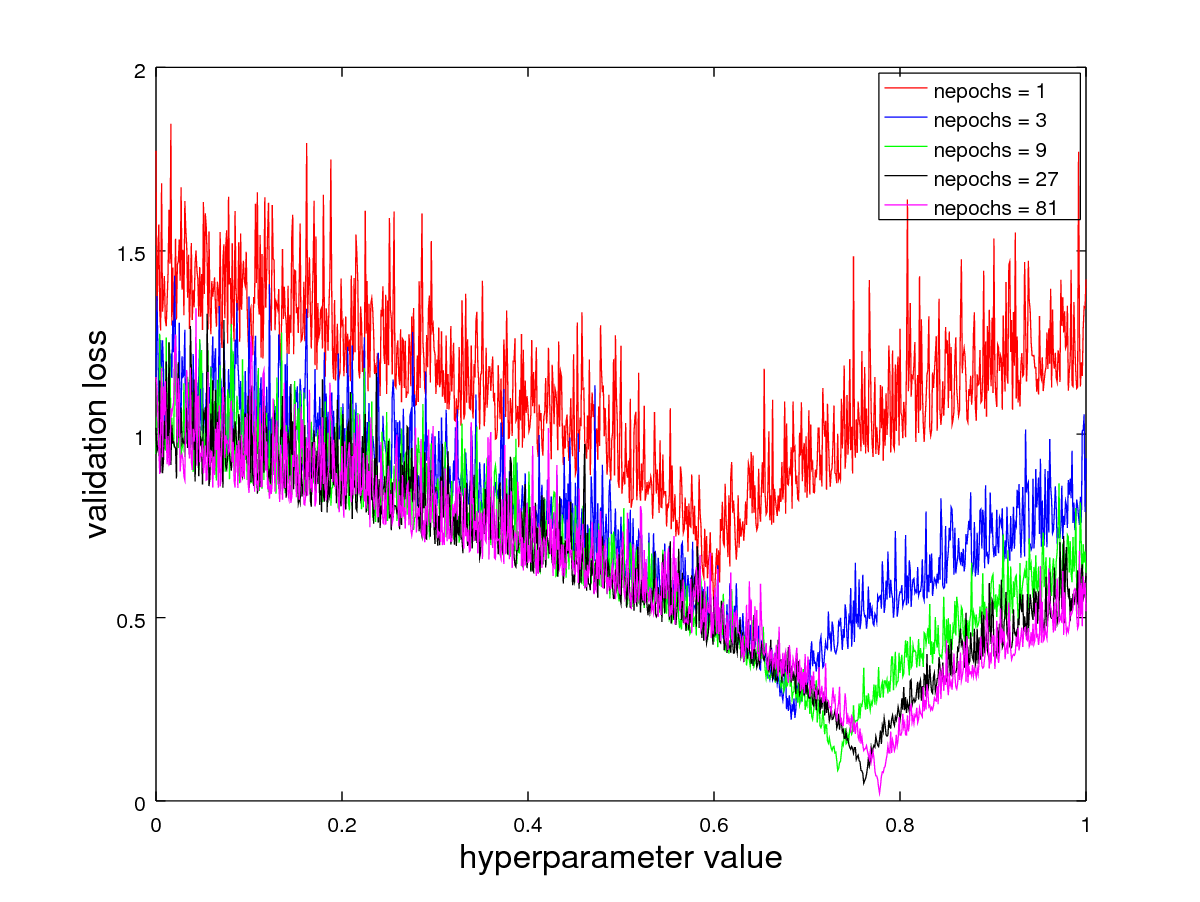 2
1.5
1
0.5
0
0
0.2
0.4
0.6
0.8
1
validation loss
hyperparameter value
nepochs = 1
nepochs = 3
nepochs = 9
nepochs = 27
nepochs = 81